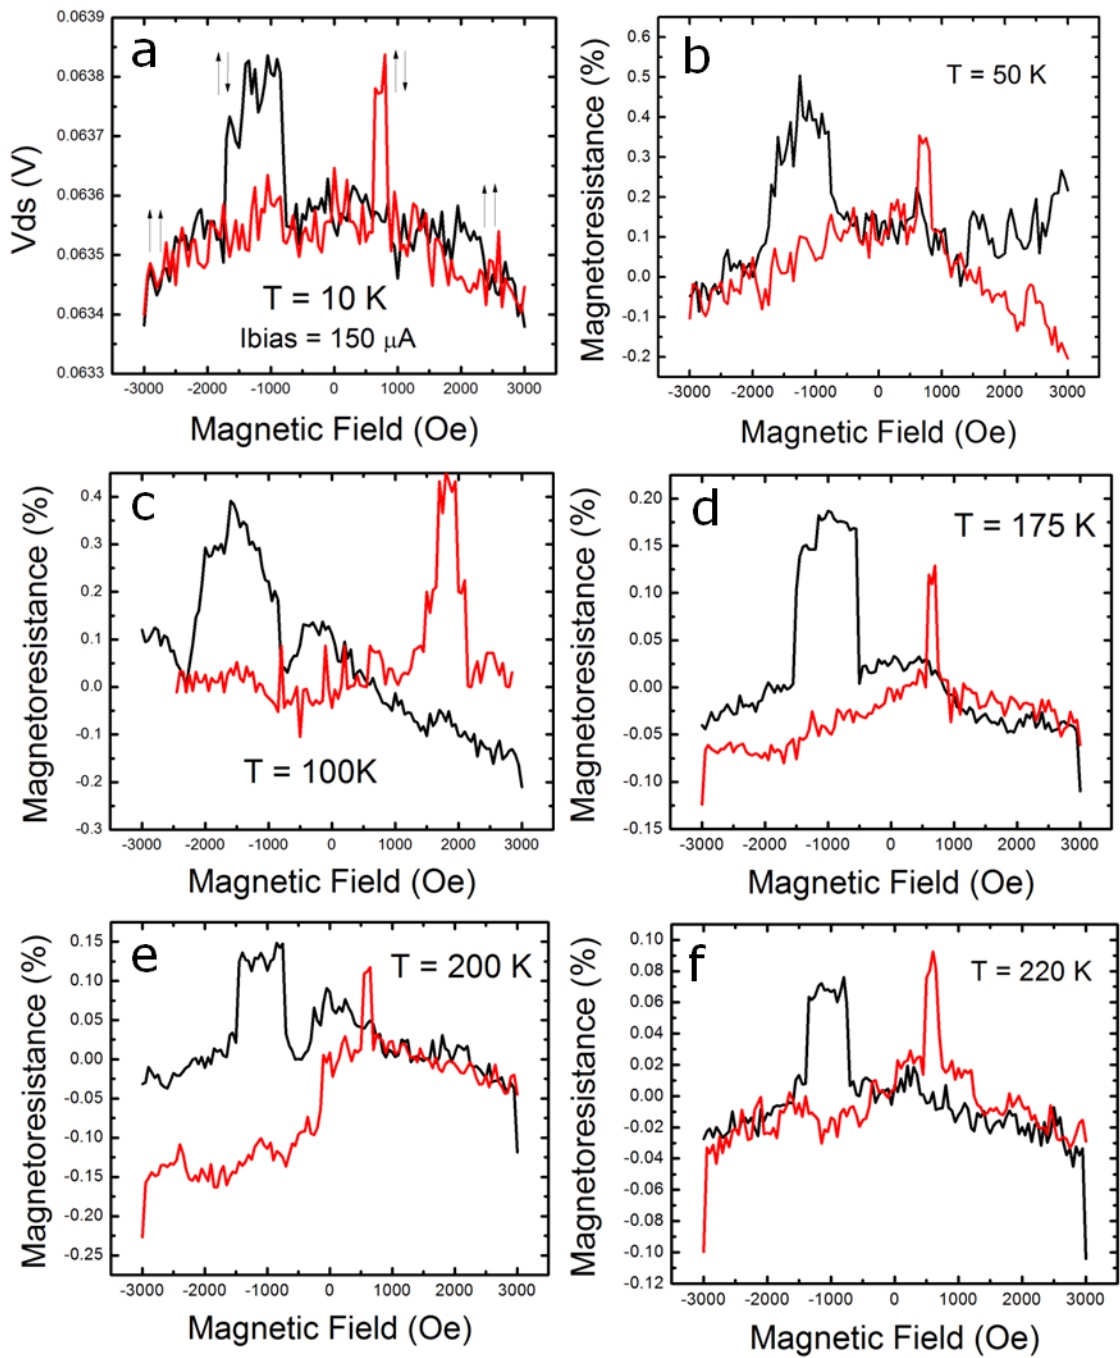 a
Vds (V)
0.0639
0.0638
0.0637
0.0636
0.0635
0.0634
0.0633
T = 10 K
Ibias = 150 μA
-3000 -2000 -1000 0 1000 2000 3000
Magnetic Field (Oe)
b
T = 50 K
Magnetoresistance (%)
0.6
0.5
0.4
0.3
0.2
0.1
0.0
-0.1
-0.2
-3000 -2000 -1000 0 1000 2000 3000
Magnetic Field (Oe)
c
Magnetoresistance (%)
0.4
0.3
0.2
0.1
0.0
-0.1
-0.2
-0.3
T = 100K
-3000 -2000 -1000 0 1000 2000 3000
Magnetic Field (Oe)
d
T = 175 K
Magnetoresistance (%)
0.20
0.15
0.10
0.05
0.00
-0.05
-0.10
-0.15
-3000 -2000 -1000 0 1000 2000 3000
Magnetic Field (Oe)
e
T = 200 K
Magnetoresistance (%)
0.15
0.10
0.05
0.00
-0.05
-0.10
-0.15
-0.20
-0.25
-3000 -2000 -1000 0 1000 2000 3000
Magnetic Field (Oe)
f
T = 220 K
Magnetoresistance (%)
0.10
0.08
0.06
0.04
0.02
0.00
-0.02
-0.04
-0.06
-0.08
-0.10
-0.12
-3000 -2000 -1000 0 1000 2000 3000
Magnetic Field (Oe)